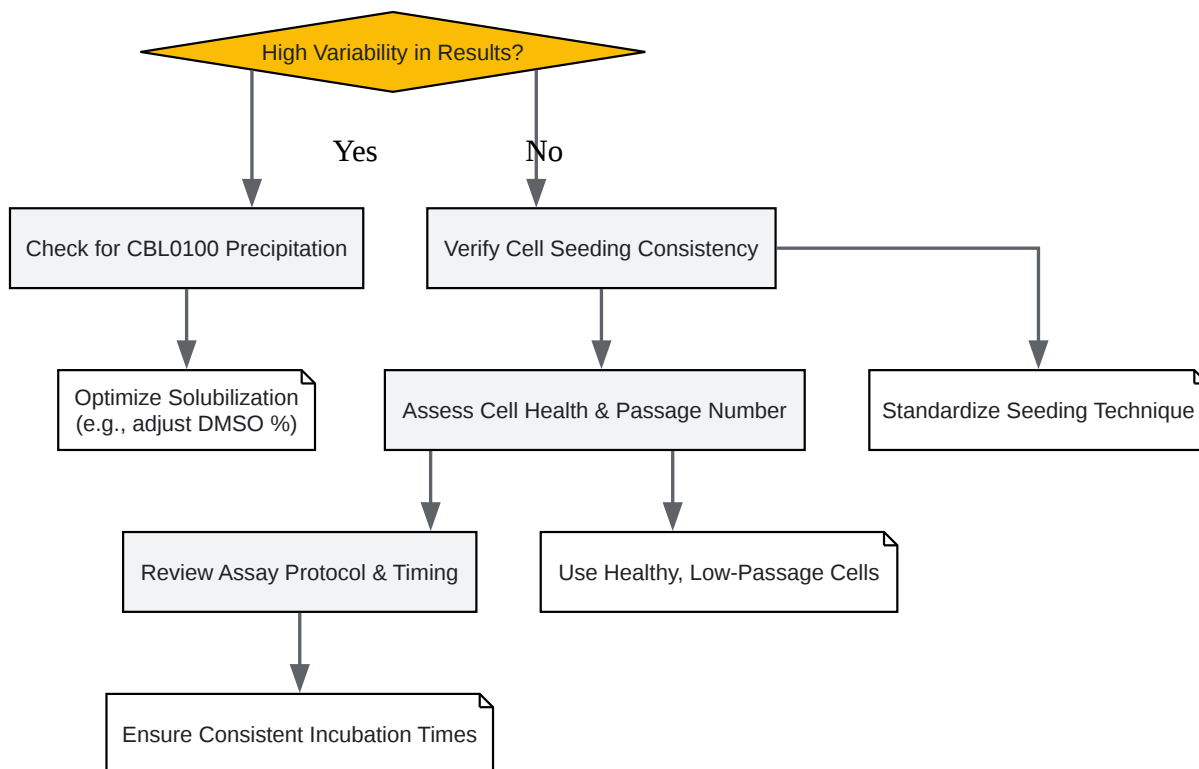 High Variability in Results?
Yes
No
Check for CBL0100 Precipitation
Verify Cell Seeding Consistency
Optimize Solubilization
(e.g., adjust DMSO %)
Assess Cell Health & Passage Number
Standardize Seeding Technique
Review Assay Protocol & Timing
Use Healthy, Low-Passage Cells
Ensure Consistent Incubation Times